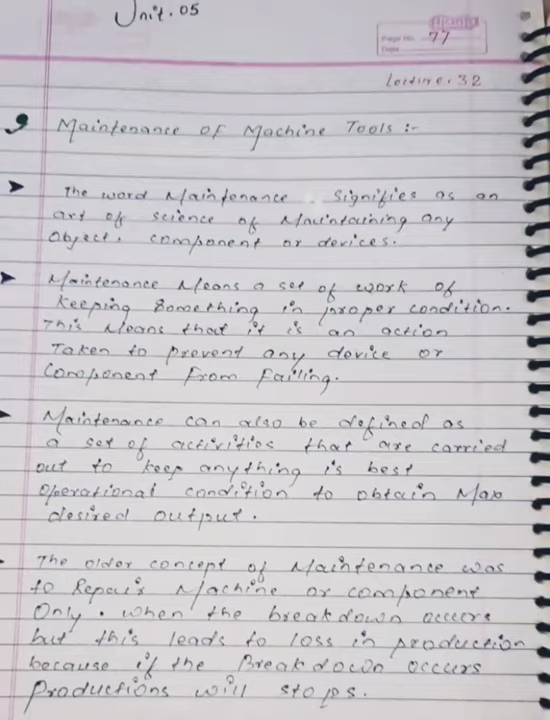 Unit. 05
Page No. 77
Date
Lecture. 32
Maintenance of Machine Tools :-
The word Maintenance Signifies as an
art of science of Mauntaining any
object, component or devices.
Maintenance Means a set of work of
keeping Something in proper condition.
This Means that it is an action
Taken to prevent any device or
Component from Failing.
Maintenance can also be defined as
a set of activities that are carried
out to keep anything is best
operational condition to obtain Max
desired output.
The older concept of Maintenance was
to Repair Machine or component
Only. when the breakdown occurs
but this leads to loss in production
because if the Breakdown occurs
Productions will stops.